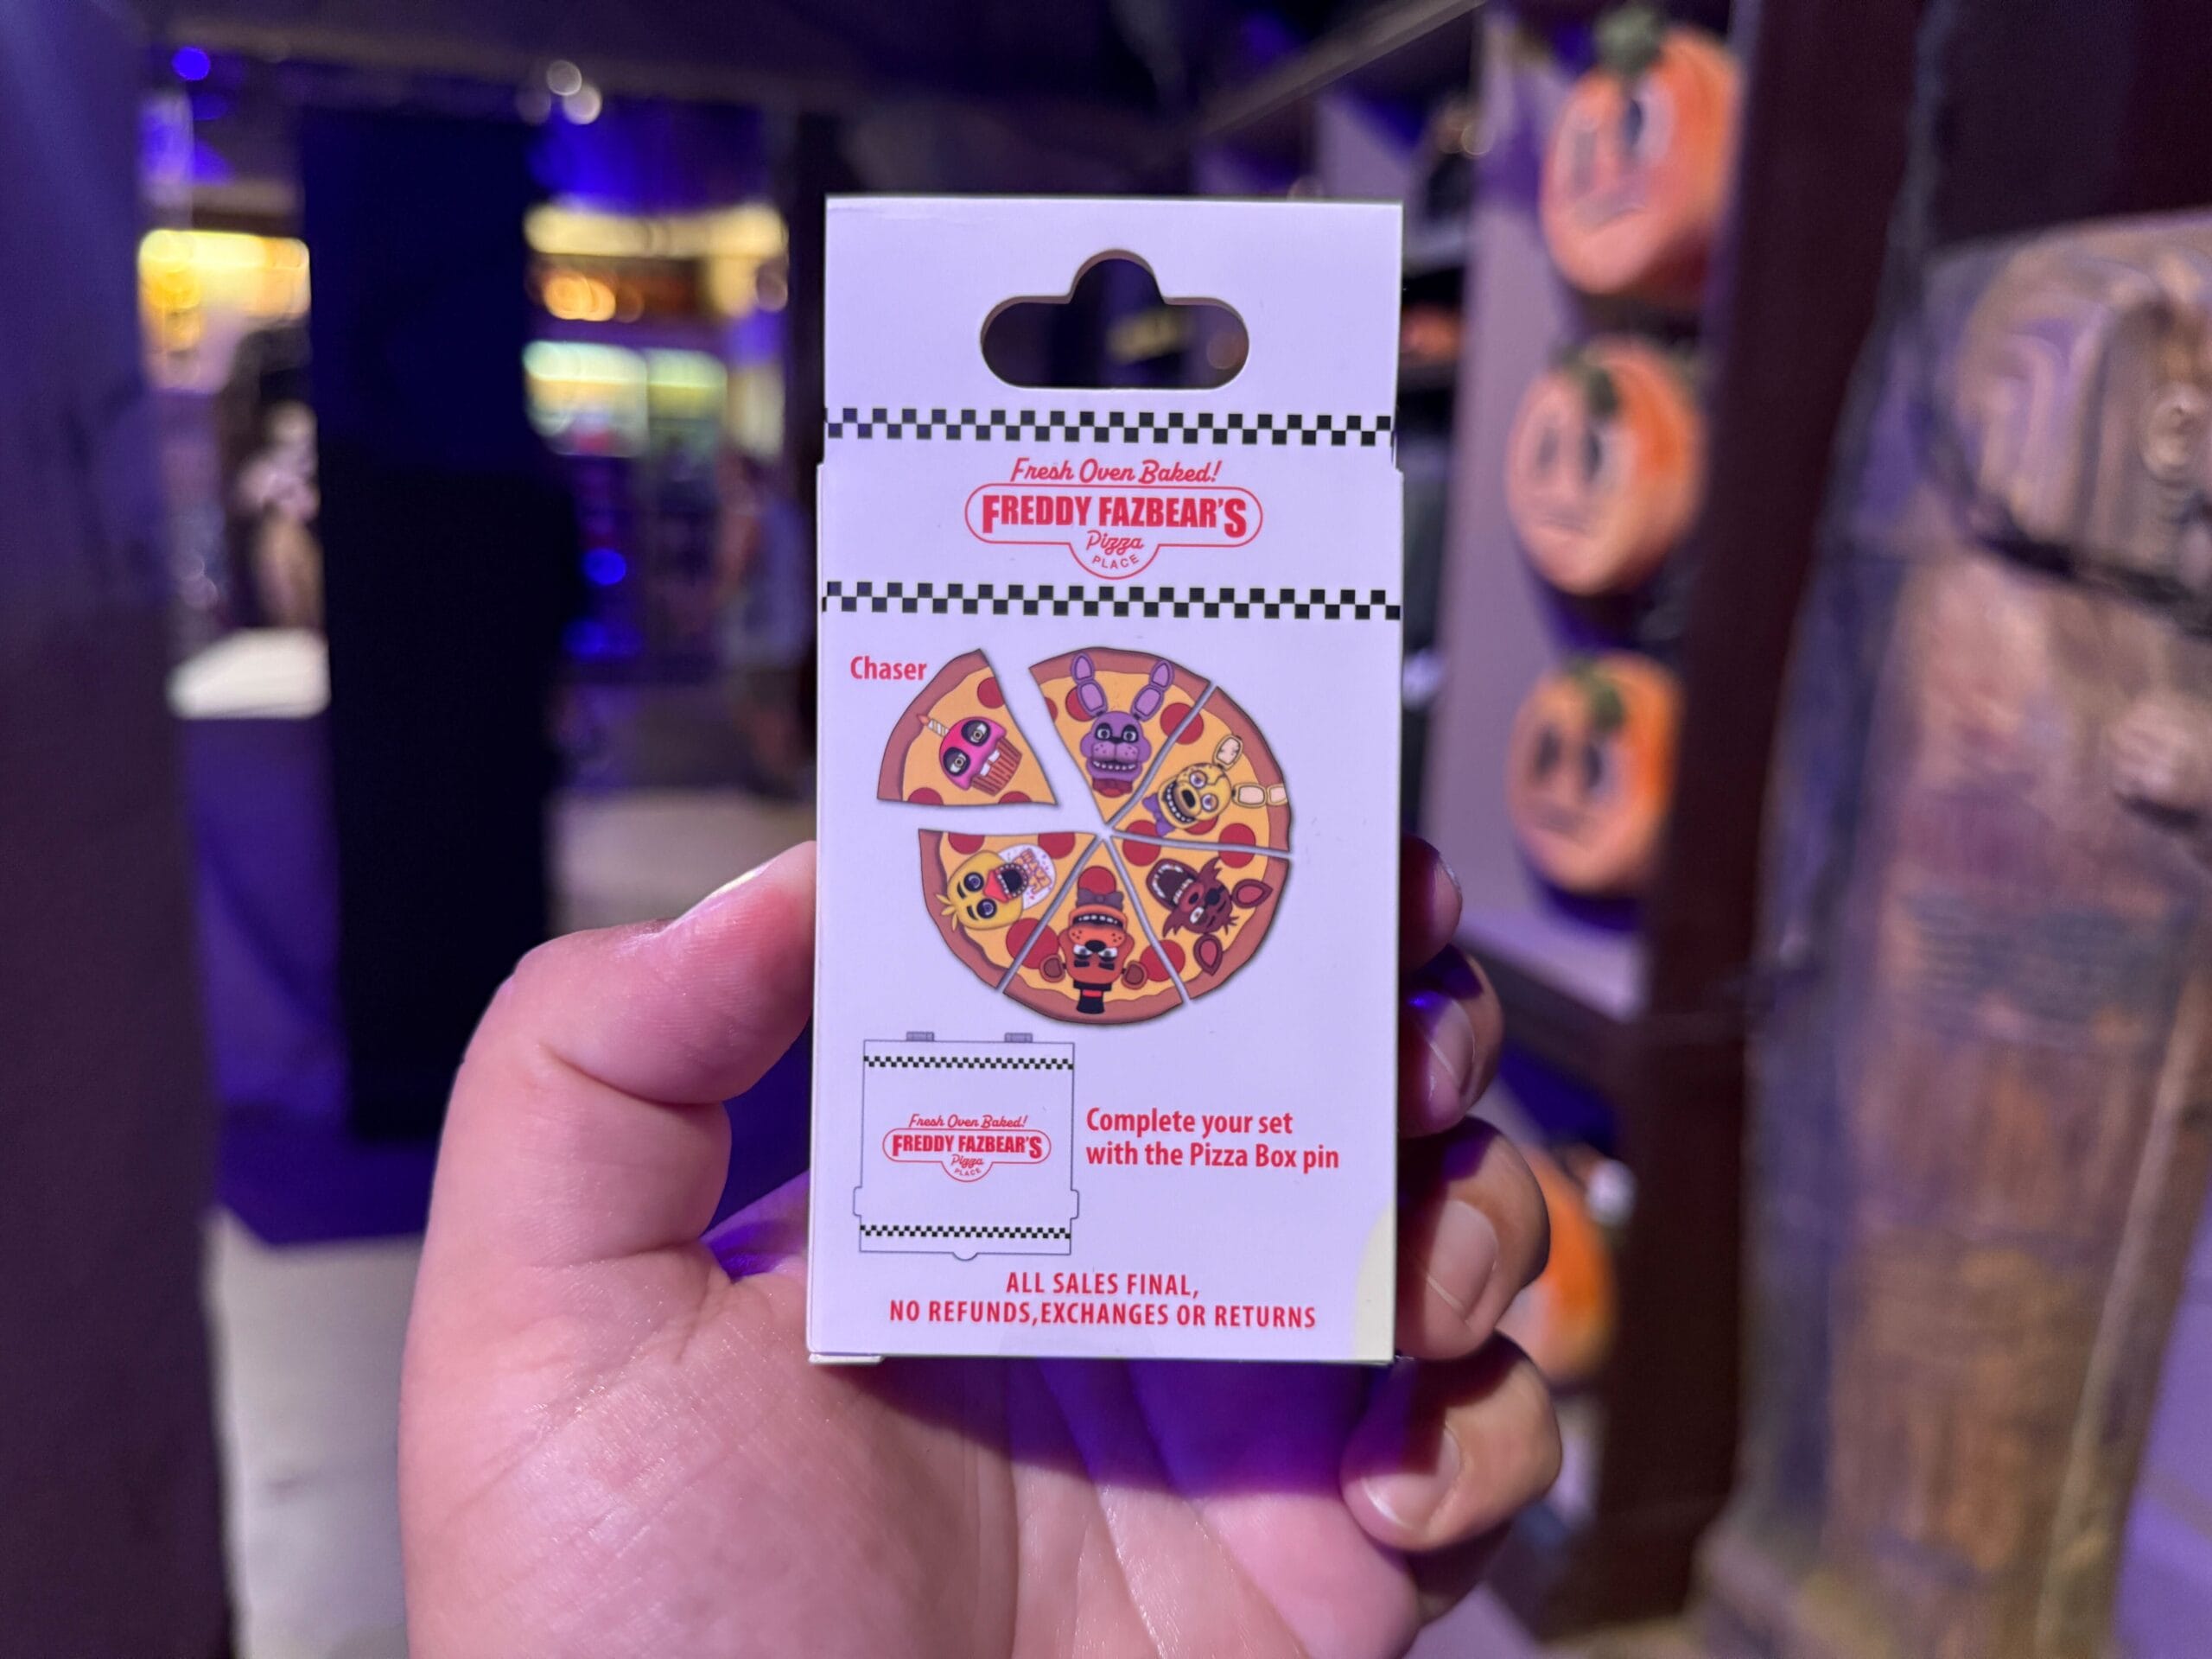 Fresh Oven Baked!
FREDDY FAZBEAR'S
Pizza
PLACE
Chaser
Fresh Oven Baked!
FREDDY FAZBEAR'S
Pizza
PLACE
Complete your set
with the Pizza Box pin
ALL SALES FINAL,
NO REFUNDS,EXCHANGES OR RETURNS